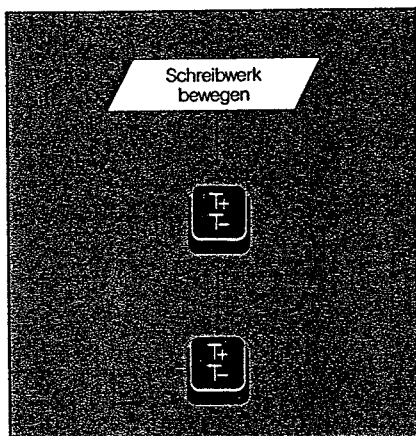 Schreibwerk
bewegen
T+
T-
T+
T-